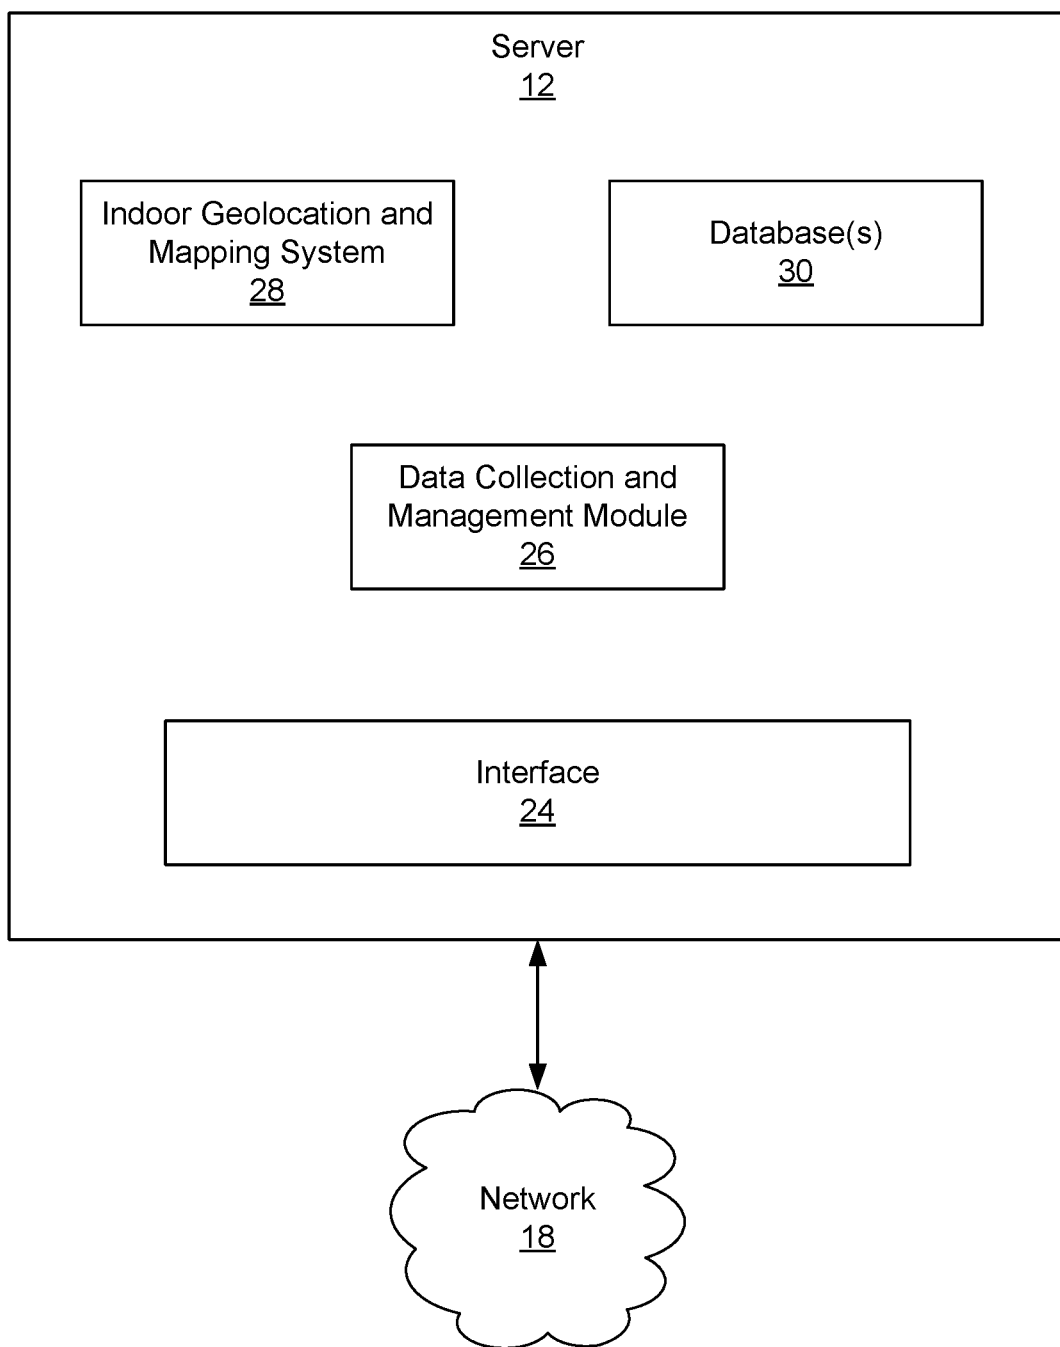 Server
12
Indoor Geolocation and
Mapping System
28
Database(s)
30
Data Collection and
Management Module
26
Interface
24
Network
18